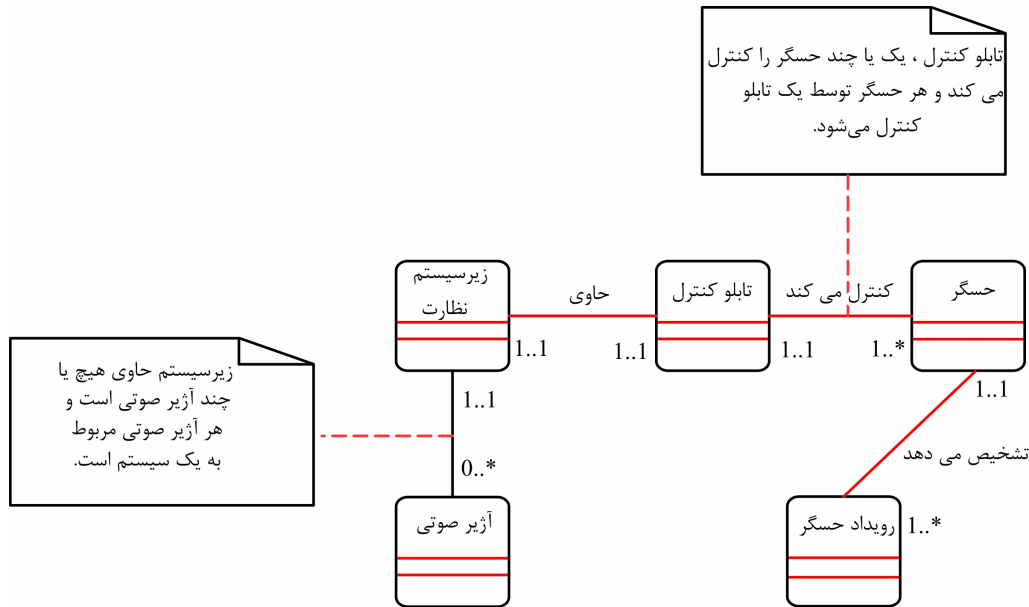 تابلو کنترل ، یک یا چند حسگر را کنترل
می کند و هر حسگر توسط یک تابلو
کنترل می‌شود.
زیرسیستم
نظارت
حاوی
تابلو کنترل
کنترل می کند
حسگر
1..1
1..1
1..1
1..*
1..1
زیرسیستم حاوی هیچ یا
چند آژیر صوتی است و
هر آژیر صوتی مربوط
به یک سیستم است.
1..1
0..*
تشخیص می دهد
آژیر صوتی
رویداد حسگر
1..*